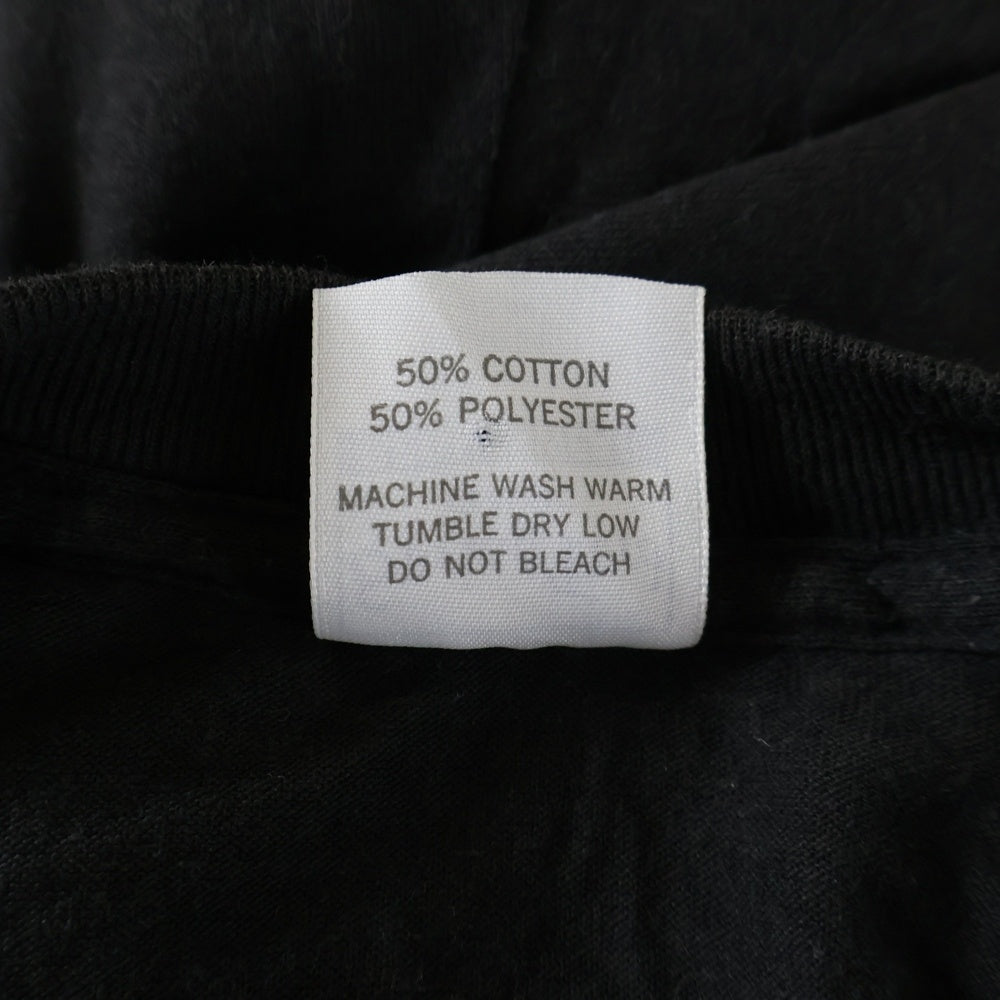 50% COTTON
50% POLYESTER
MACHINE WASH WARM
TUMBLE DRY LOW
DO NOT BLEACH